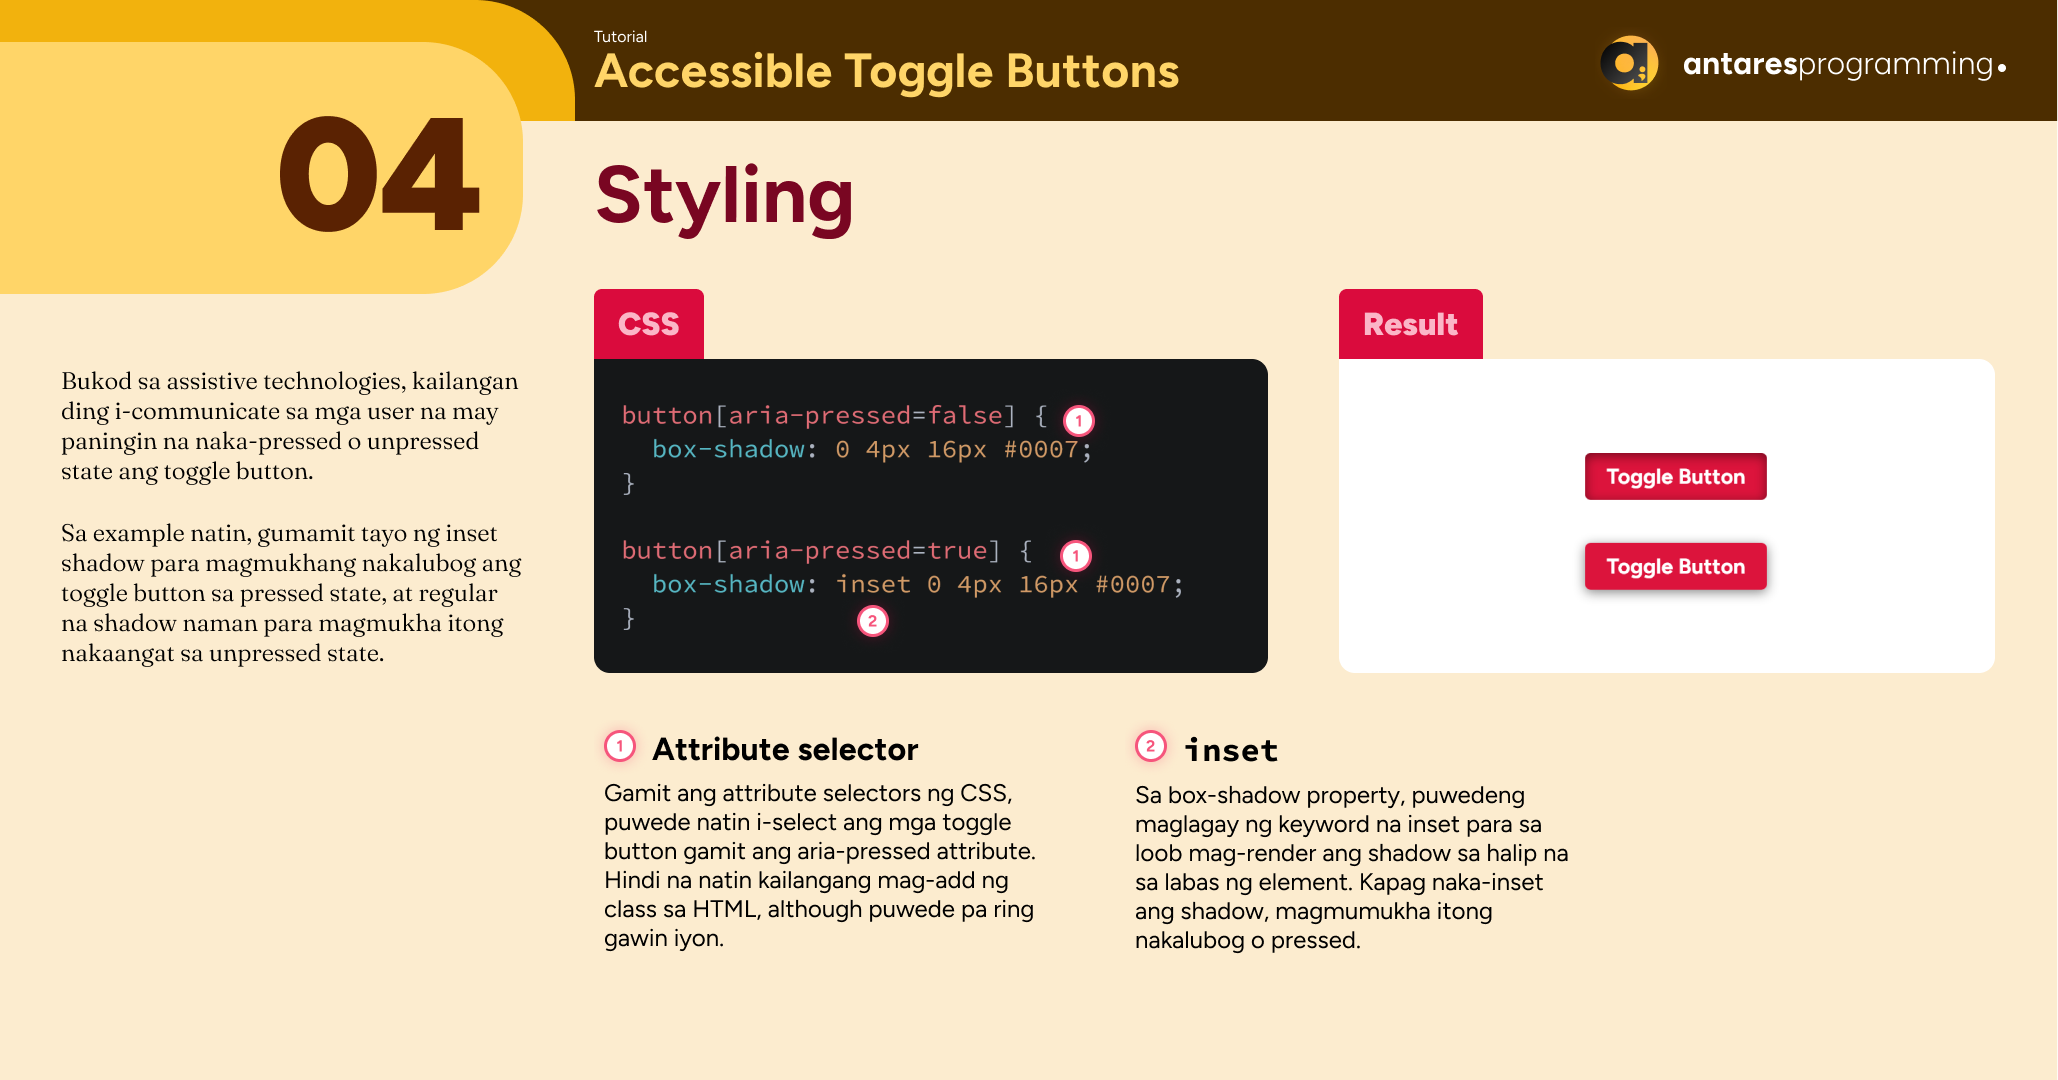 Tutorial
Accessible Toggle Buttons
antaresprogramming.
04
Styling
Bukod sa assistive technologies, kailangan
ding i-communicate sa mga user na may
paningin na naka-pressed o unpressed
state ang toggle button.
Sa example natin, gumamit tayo ng inset
shadow para magmukhang nakalubog ang
toggle button sa pressed state, at regular
na shadow naman para magmukha itong
nakaangat sa unpressed state.
CSS
button[aria-pressed=false] { 1
box-shadow: 0 4px 16px #0007;
}
button[aria-pressed=true] { 1
box-shadow: inset 0 4px 16px #0007;
} 2
Result
Toggle Button
Toggle Button
1 Attribute selector
Gamit ang attribute selectors ng CSS,
puwede natin i-select ang mga toggle
button gamit ang aria-pressed attribute.
Hindi na natin kailangang mag-add ng
class sa HTML, although puwede pa ring
gawin iyon.
2 inset
Sa box-shadow property, puwedeng
maglagay ng keyword na inset para sa
loob mag-render ang shadow sa halip na
sa labas ng element. Kapag naka-inset
ang shadow, magmumukha itong
nakalubog o pressed.